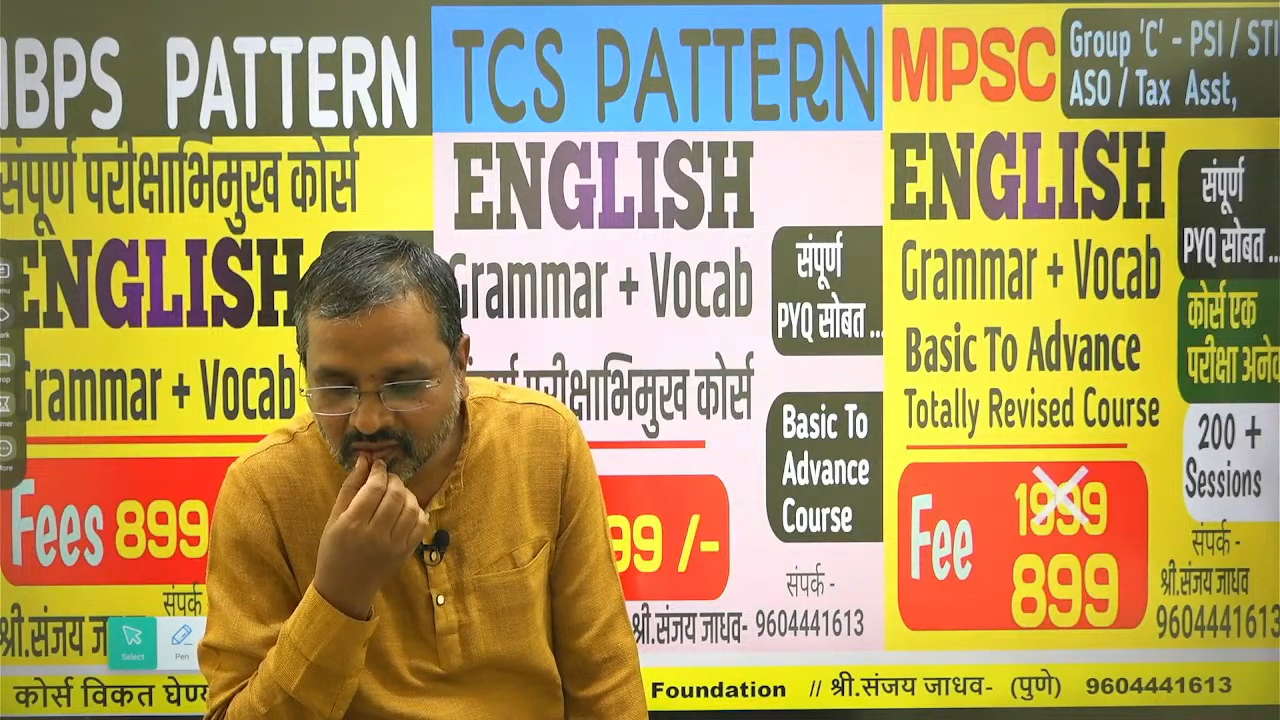 IBPS PATTERN
संपूर्ण परीक्षाभिमुख कोर्स
ENGLISH
Grammar + Vocab
Fees 899
संपर्क
श्री.संजय
TCS PATTERN
ENGLISH
Grammar + Vocab
संपूर्ण
PYQ सोबत ...
परीक्षाभिमुख कोर्स
Basic To
Advance
Course
99 /-
संपर्क -
श्री.संजय जाधव- 9604441613
MPSC
Group 'C' - PSI / STI
ASO / Tax Asst,
ENGLISH
संपूर्ण
PYQ सोबत ...
Grammar + Vocab
कोर्स एक
परीक्षा अनेक
Basic To Advance
Totally Revised Course
200 +
Sessions
Fee 1999
899
संपर्क -
श्री.संजय जाधव
9604441613
Select
Pen
More
कोर्स विकत
Foundation // श्री.संजय जाधव- (पुणे) 9604441613